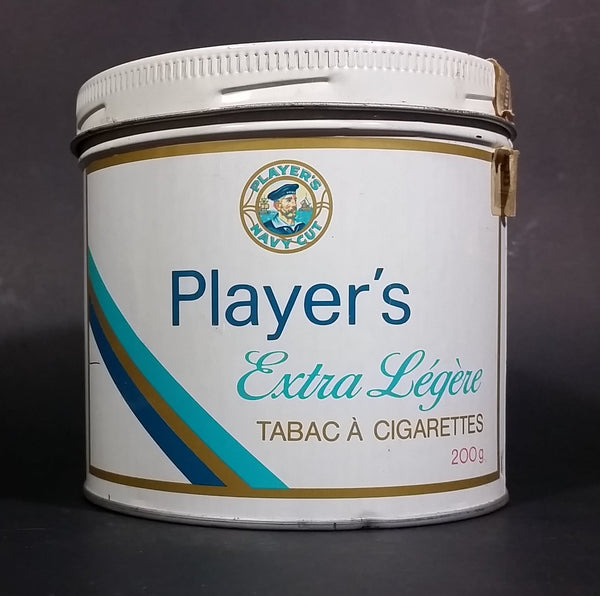 PLAYER'S
NAVY CUT
Player's
Extra Légère
TABAC À CIGARETTES
200g